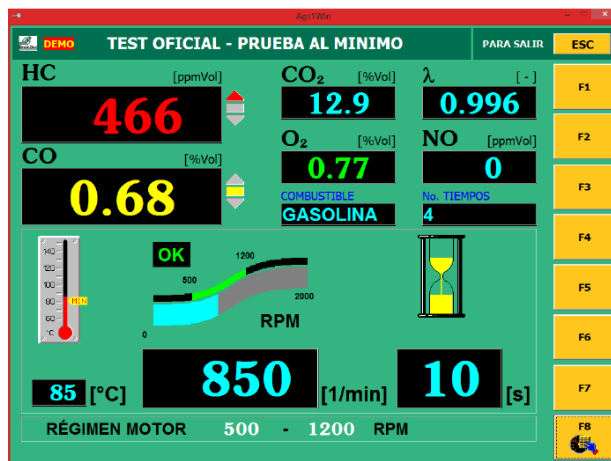 Ags1Win
DEMO TEST OFICIAL - PRUEBA AL MINIMO PARA SALIR ESC
HC [ppmVol] CO₂ [%Vol] λ [-] F1
466 12.9 0.996
O₂ [%Vol] NO [ppmVol] F2
CO [%Vol] 0.77 0
0.68 COMBUSTIBLE No. TIEMPOS F3
GASOLINA 4
F4
140 OK 1200
120
100 500 F5
80 MIN 2000
60 RPM
°C 0 F6
85 [°C] 850 [1/min] 10 [s] F7
RÉGIMEN MOTOR 500 - 1200 RPM F8